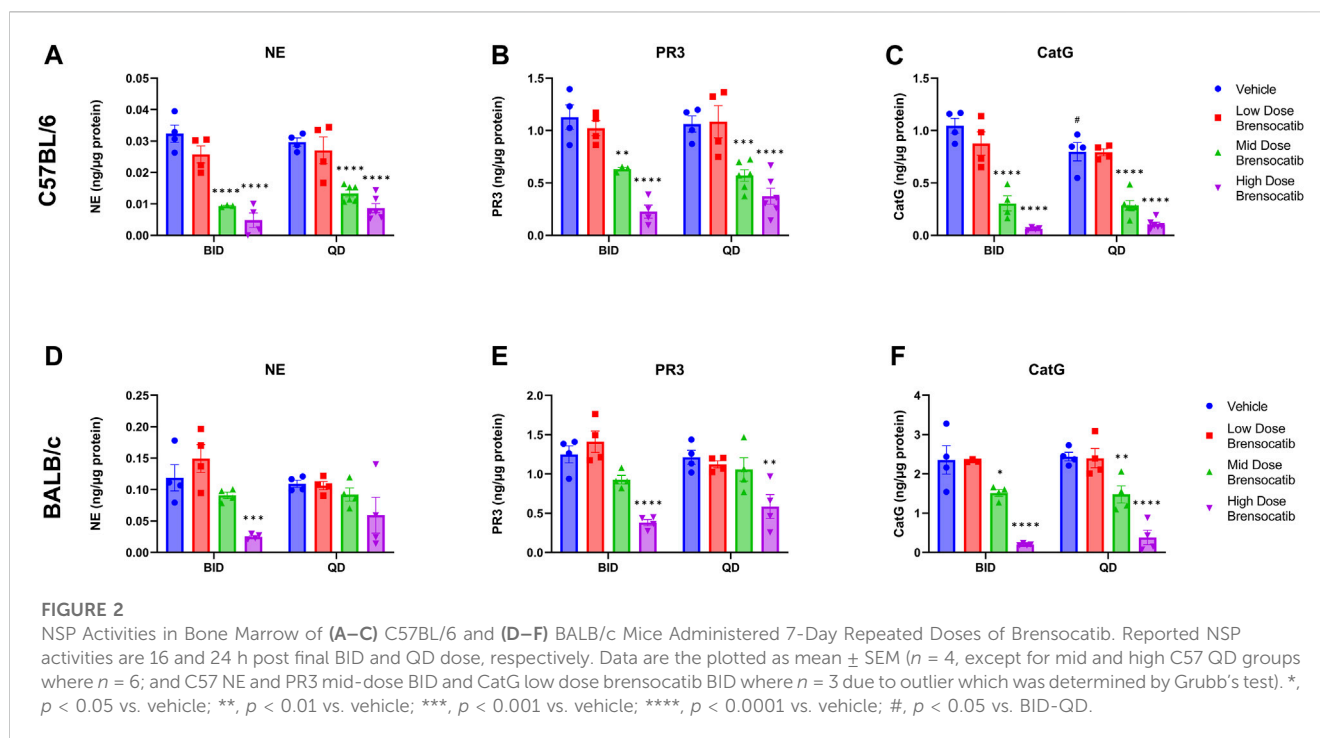 A
NE
NE (ng/µg protein)
0.05
0.04
0.03
0.02
0.01
0.00
****
****
****
****
BID
QD
C57BL/6
B
PR3
PR3 (ng/µg protein)
1.5
1.0
0.5
0.0
**
****
***
****
BID
QD
C
CatG
CatG (ng/µg protein)
1.5
1.0
0.5
0.0
****
****
#
****
****
BID
QD
Vehicle
Low Dose
Brensocatib
Mid Dose
Brensocatib
High Dose
Brensocatib
D
NE
NE (ng/µg protein)
0.25
0.20
0.15
0.10
0.05
0.00
***
BID
QD
BALB/c
E
PR3
PR3 (ng/µg protein)
2.0
1.5
1.0
0.5
0.0
****
**
BID
QD
F
CatG
CatG (ng/µg protein)
4
3
2
1
0
*
****
**
****
BID
QD
Vehicle
Low Dose
Brensocatib
Mid Dose
Brensocatib
High Dose
Brensocatib
FIGURE 2
NSP Activities in Bone Marrow of (A–C) C57BL/6 and (D–F) BALB/c Mice Administered 7-Day Repeated Doses of Brensocatib. Reported NSP
activities are 16 and 24 h post final BID and QD dose, respectively. Data are the plotted as mean ± SEM (n = 4, except for mid and high C57 QD groups
where n = 6; and C57 NE and PR3 mid-dose BID and CatG low dose brensocatib BID where n = 3 due to outlier which was determined by Grubb's test). *,
p < 0.05 vs. vehicle; **, p < 0.01 vs. vehicle; ***, p < 0.001 vs. vehicle; ****, p < 0.0001 vs. vehicle; #, p < 0.05 vs. BID-QD.